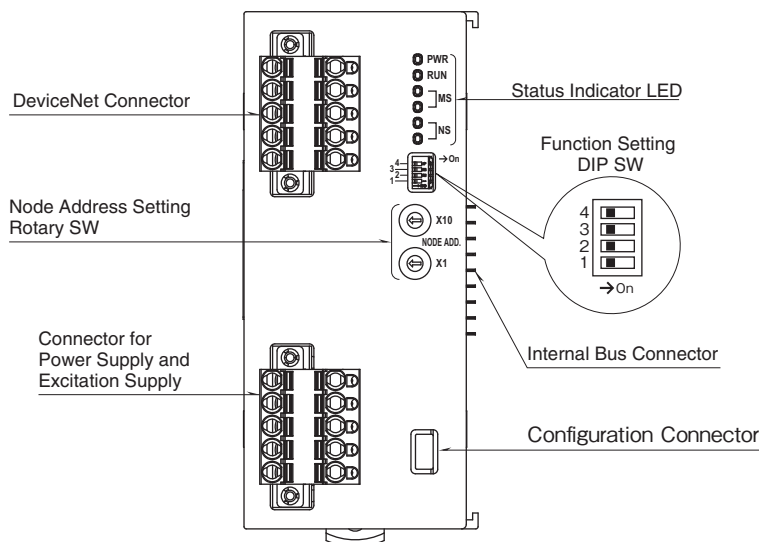 DeviceNet Connector
PWR
RUN
MS
NS
Status Indicator LED
4
3
2
1
→On
Function Setting
DIP SW
4
3
2
1
→On
Node Address Setting
Rotary SW
X10
NODE ADD.
X1
Connector for
Power Supply and
Excitation Supply
Internal Bus Connector
Configuration Connector